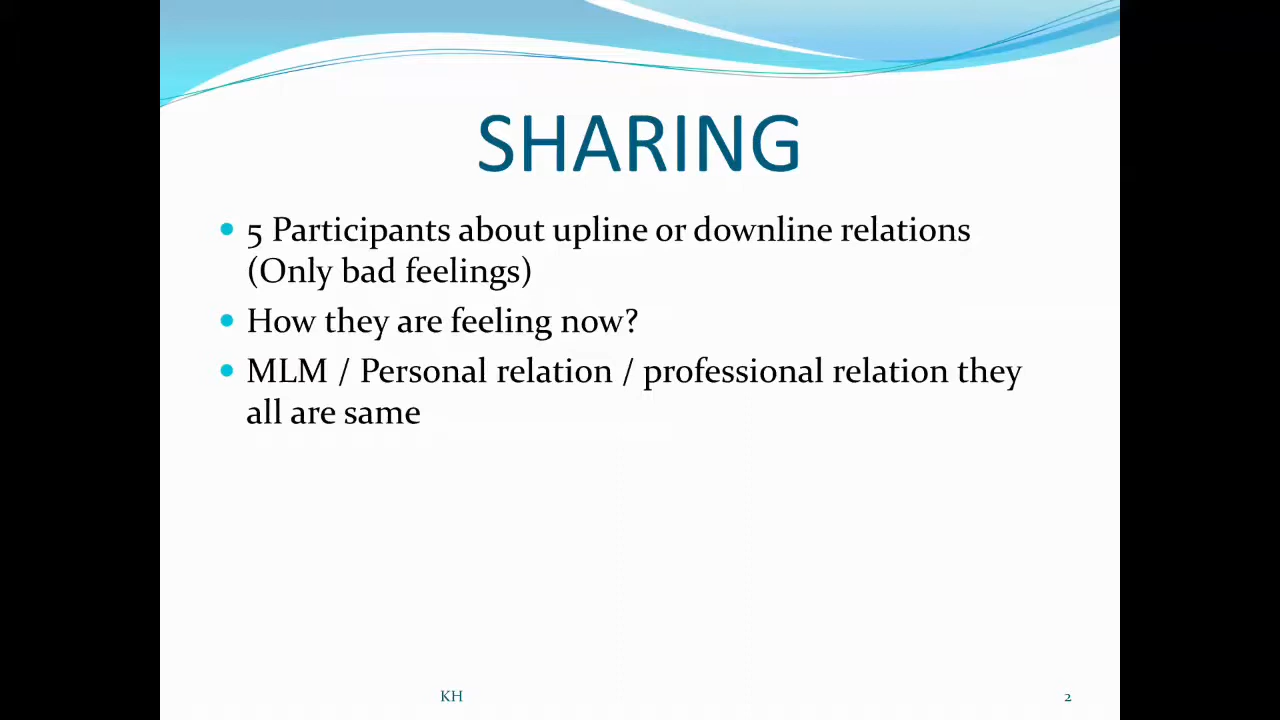 SHARING
5 Participants about upline or downline relations
(Only bad feelings)
How they are feeling now?
MLM / Personal relation / professional relation they
all are same
KH
2